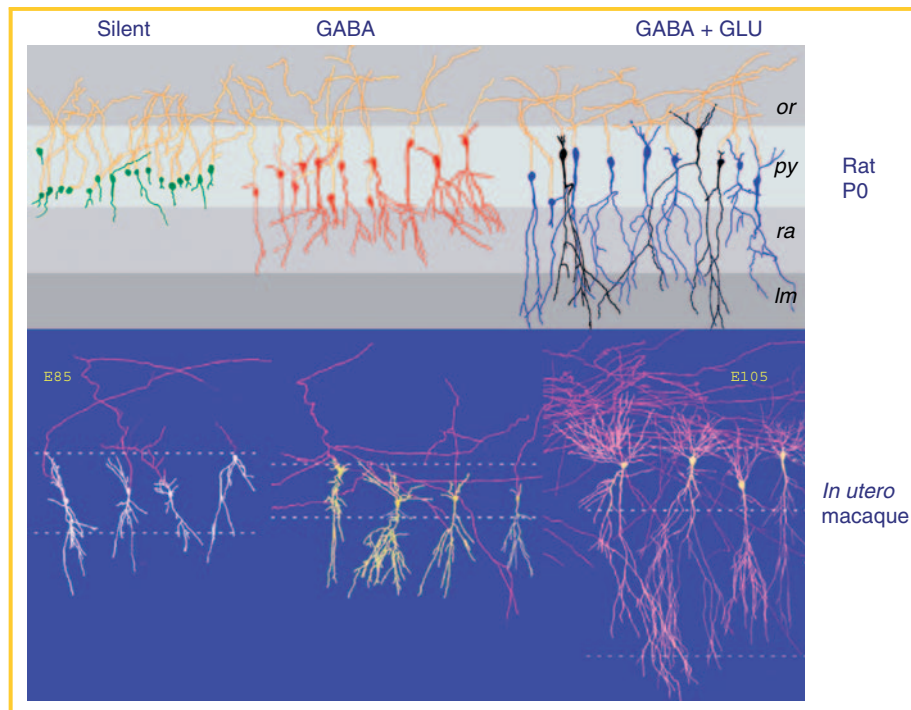 Silent GABA GABA + GLU
or
py
ra
lm
Rat
P0
E85 E105
In utero
macaque